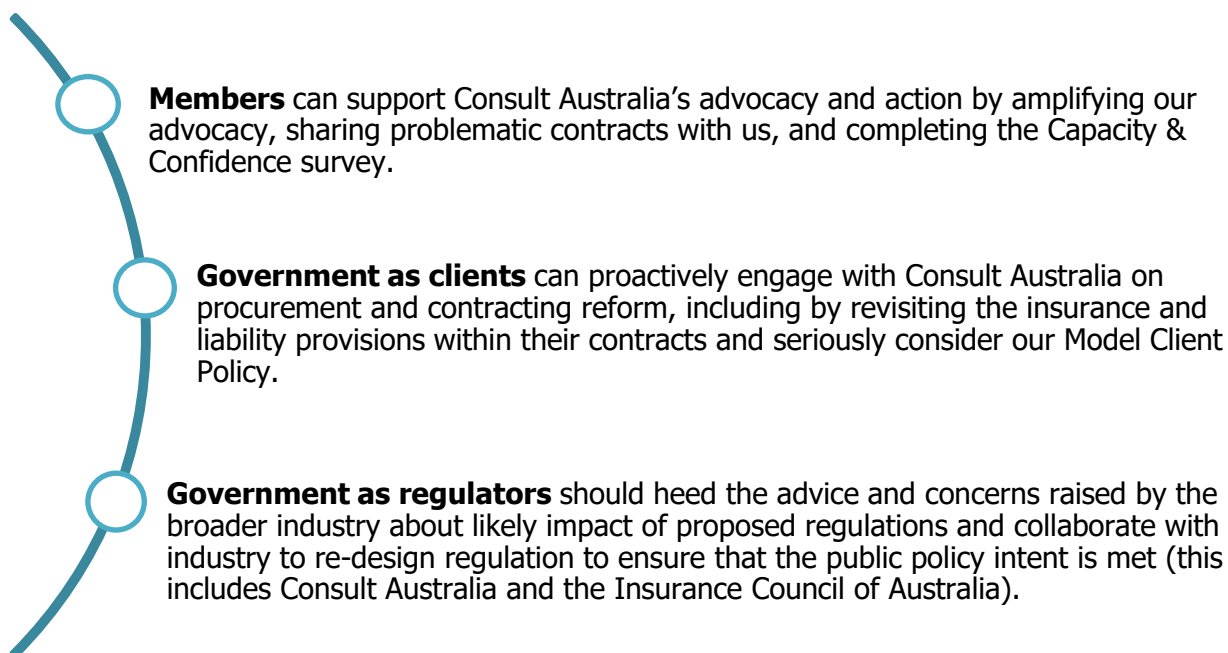 Members can support Consult Australia’s advocacy and action by amplifying our
advocacy, sharing problematic contracts with us, and completing the Capacity &
Confidence survey.
Government as clients can proactively engage with Consult Australia on
procurement and contracting reform, including by revisiting the insurance and
liability provisions within their contracts and seriously consider our Model Client
Policy.
Government as regulators should heed the advice and concerns raised by the
broader industry about likely impact of proposed regulations and collaborate with
industry to re-design regulation to ensure that the public policy intent is met (this
includes Consult Australia and the Insurance Council of Australia).